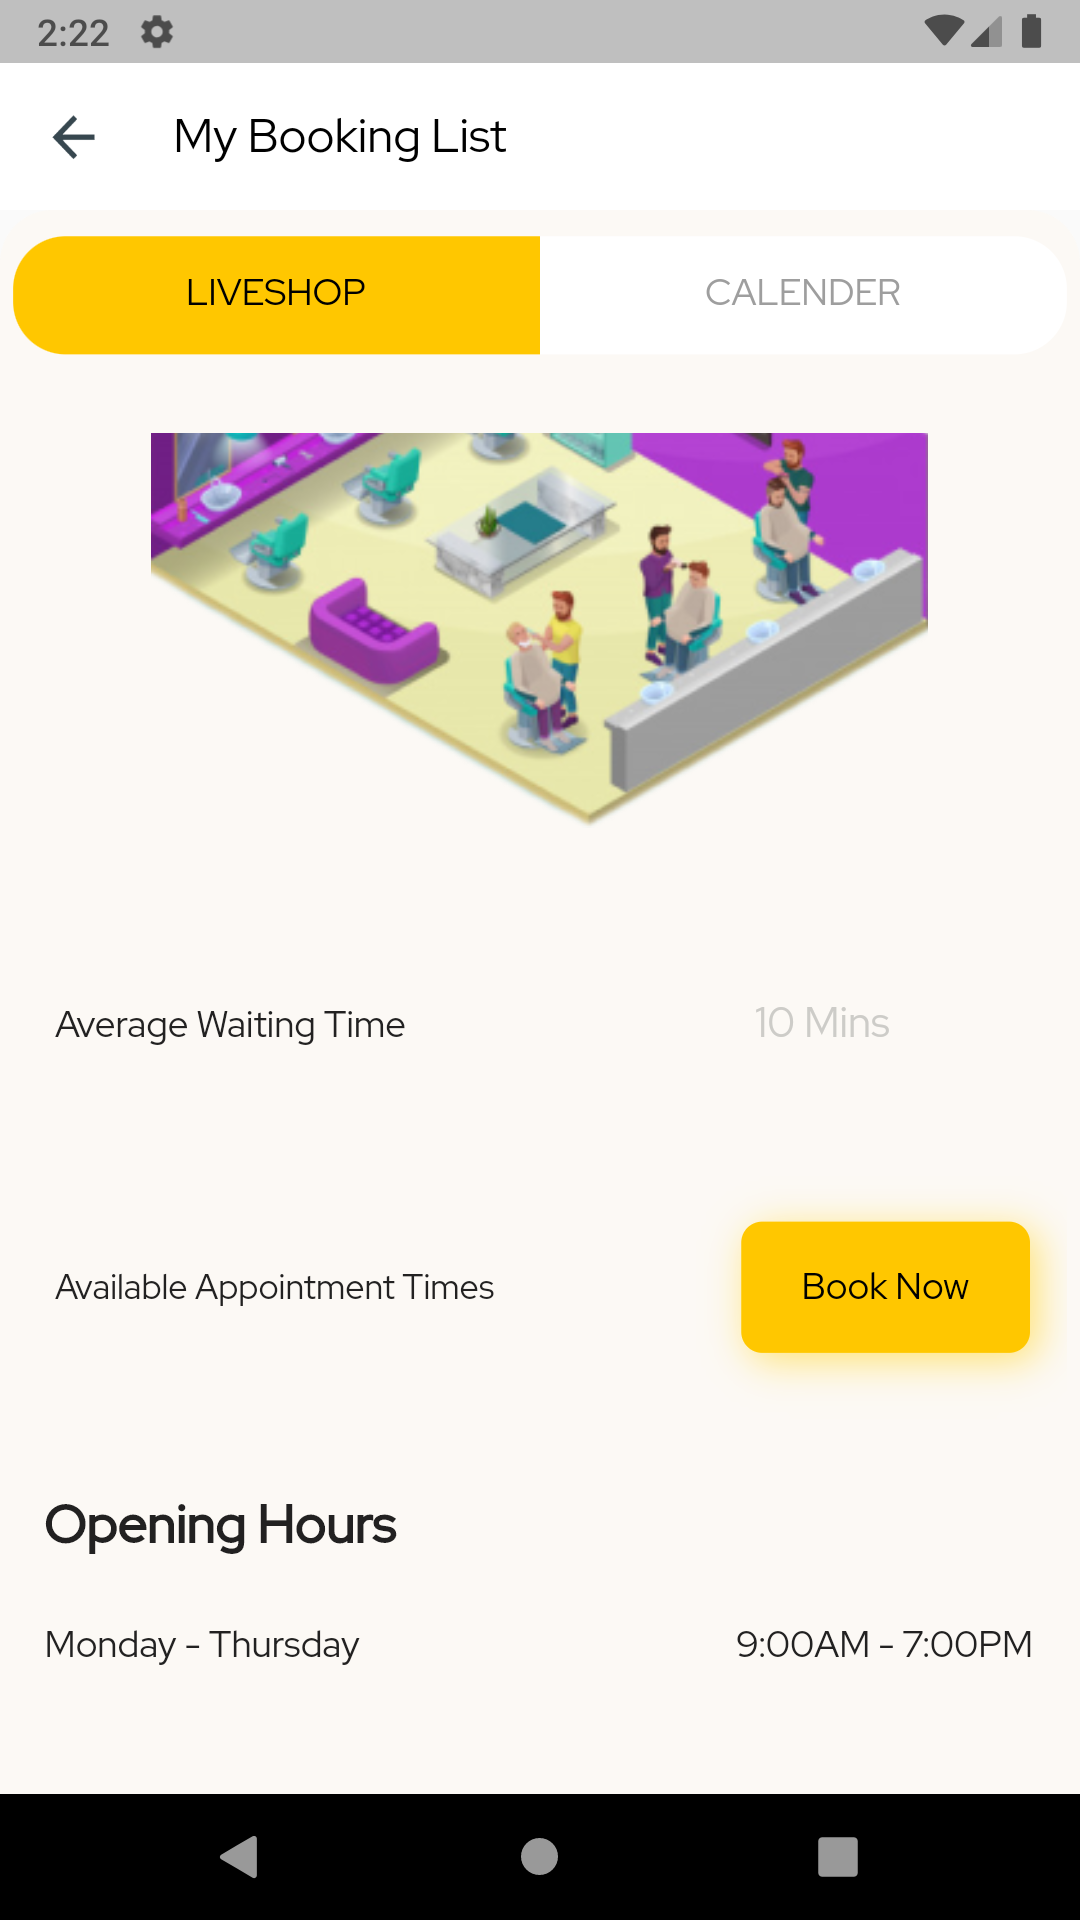 2:22
My Booking List
LIVESHOP
CALENDER
Average Waiting Time
10 Mins
Available Appointment Times
Book Now
Opening Hours
Monday - Thursday
9:00AM - 7:00PM